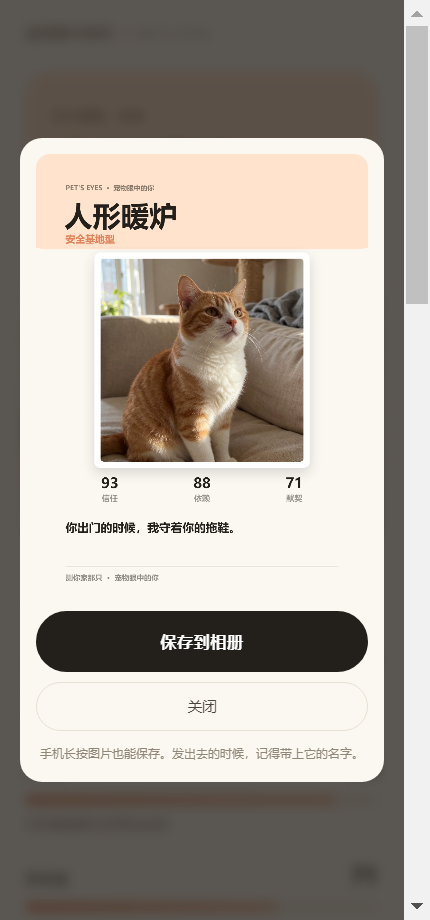 PET'S EYES • 宠物眼中的你
人形暖炉
安全基地型
93 88 71
信任 依赖 默契
你出门的时候，我守着你的拖鞋。
测你家那只 • 宠物眼中的你
保存到相册
关闭
手机长按图片也能保存。发出去的时候，记得带上它的名字。